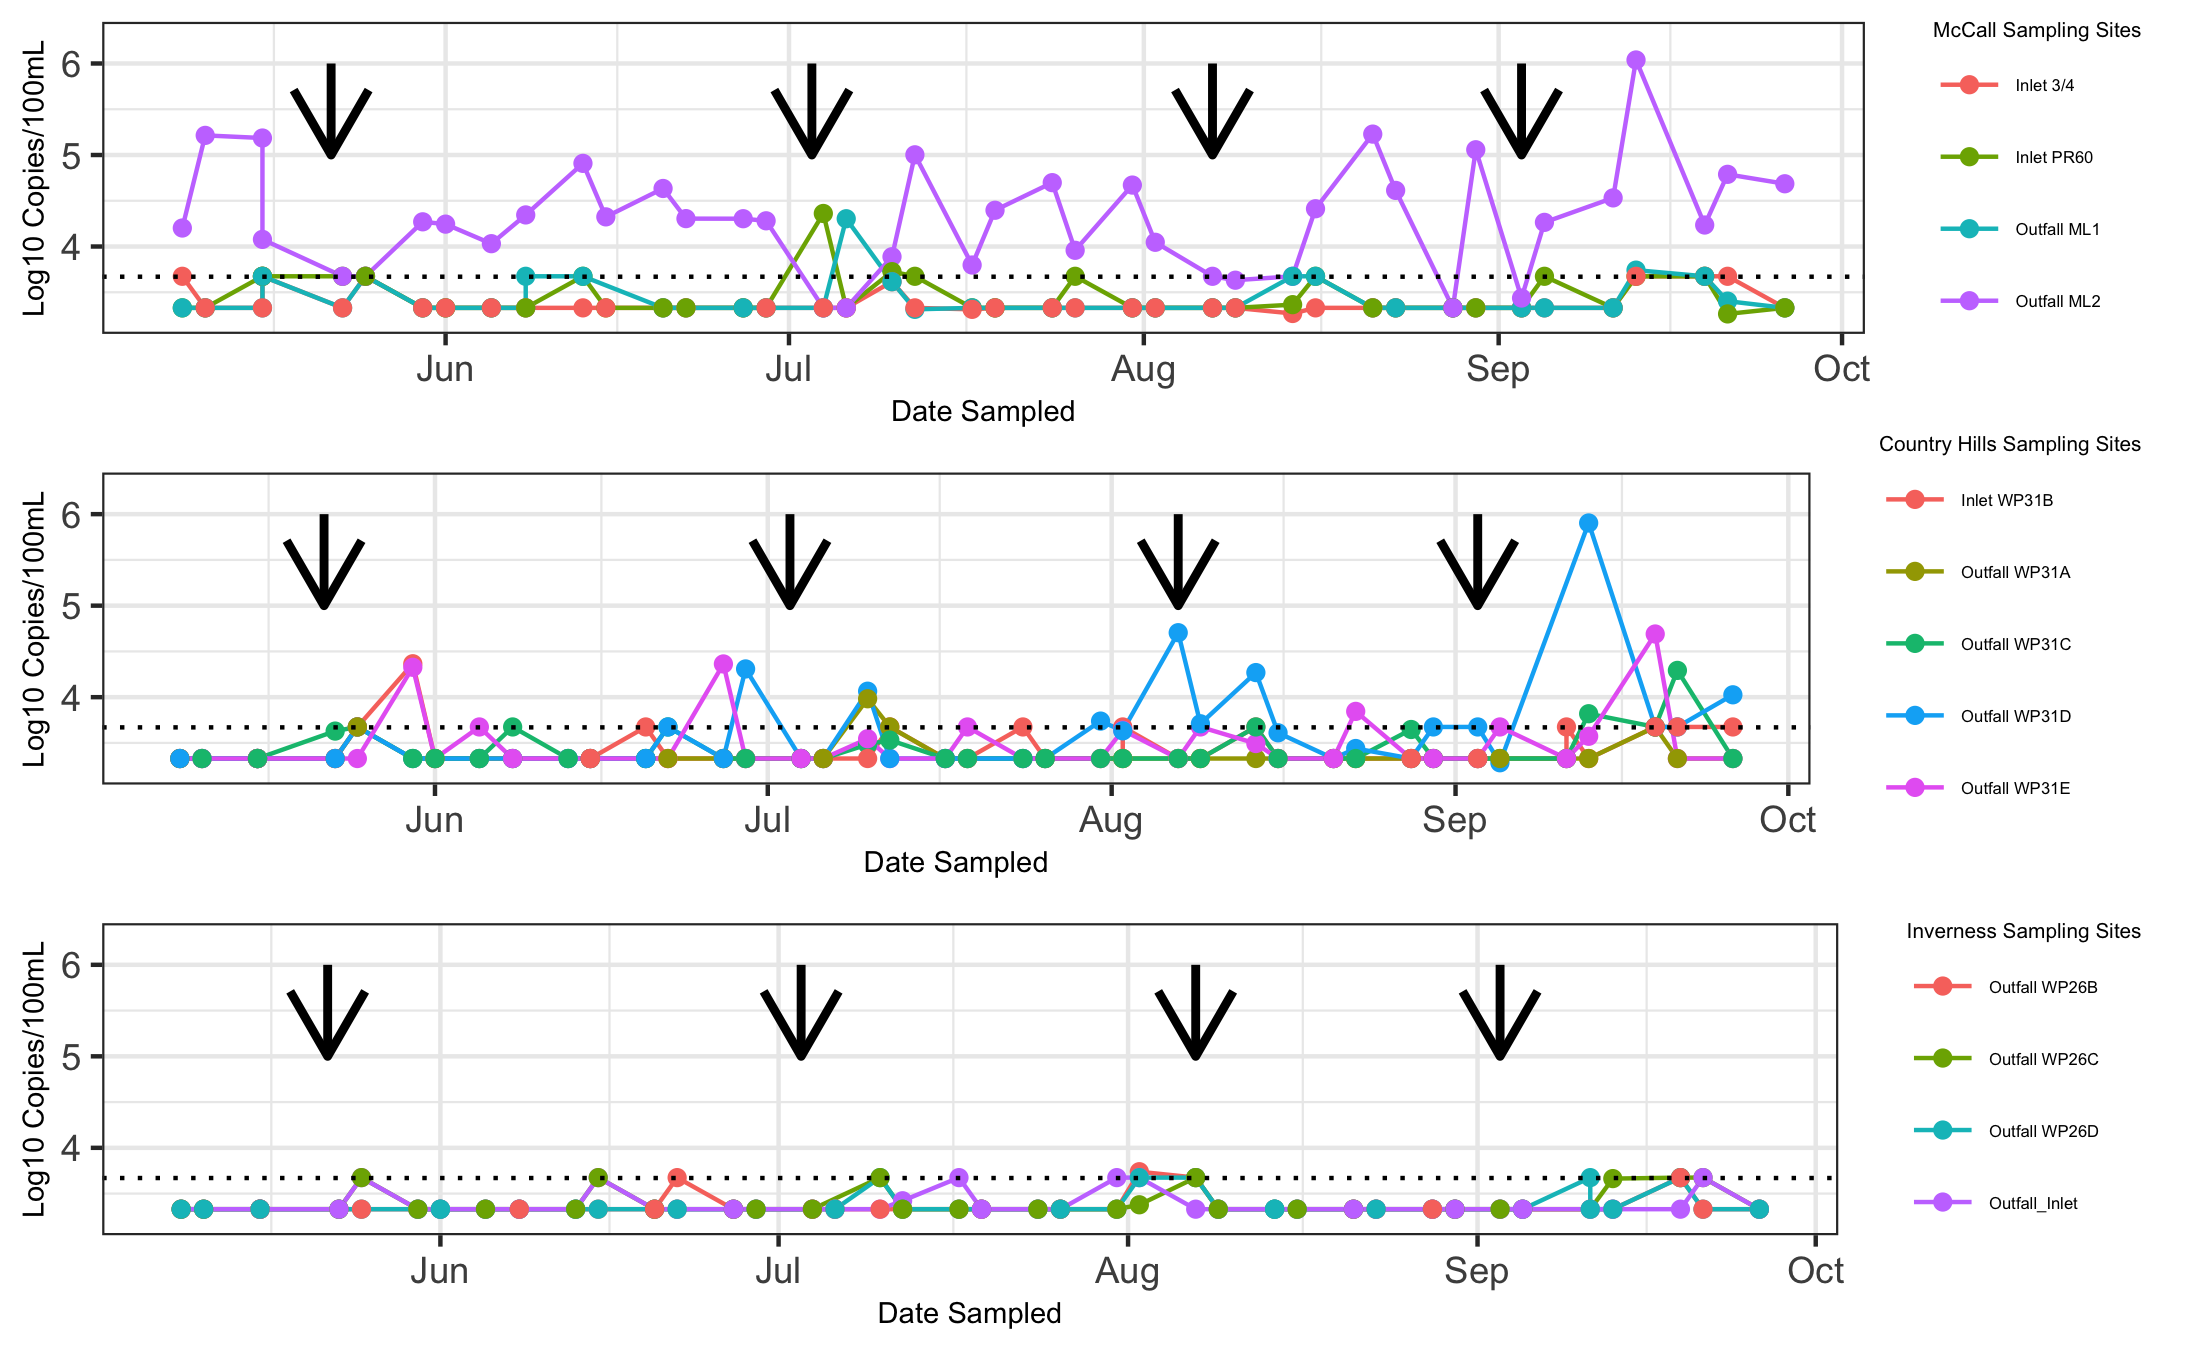 McCall Sampling Sites
Log10 Copies/100mL
6
5
4
Inlet 3/4
Inlet PR60
Outfall ML1
Outfall ML2
Jun Jul Aug Sep Oct
Date Sampled
Country Hills Sampling Sites
Log10 Copies/100mL
6
5
4
Inlet WP31B
Outfall WP31A
Outfall WP31C
Outfall WP31D
Outfall WP31E
Jun Jul Aug Sep Oct
Date Sampled
Inverness Sampling Sites
Log10 Copies/100mL
6
5
4
Outfall WP26B
Outfall WP26C
Outfall WP26D
Outfall_Inlet
Jun Jul Aug Sep Oct
Date Sampled